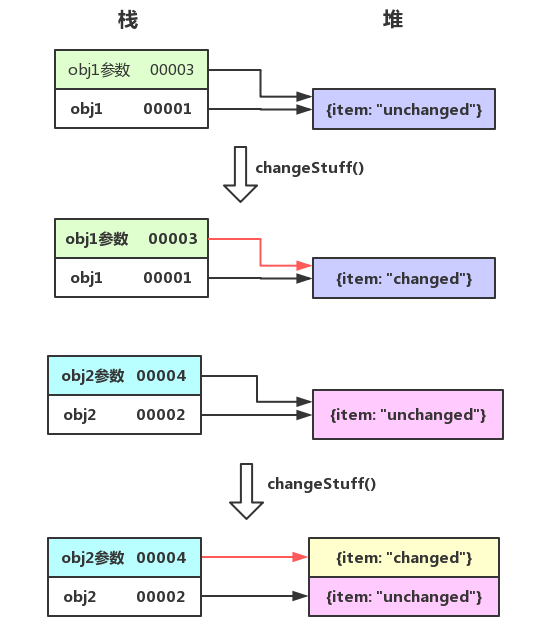 栈 堆
obj1参数 00003
obj1 00001 {item: "unchanged"}
changeStuff()
obj1参数 00003
obj1 00001 {item: "changed"}
obj2参数 00004
obj2 00002 {item: "unchanged"}
changeStuff()
obj2参数 00004 {item: "changed"}
obj2 00002 {item: "unchanged"}